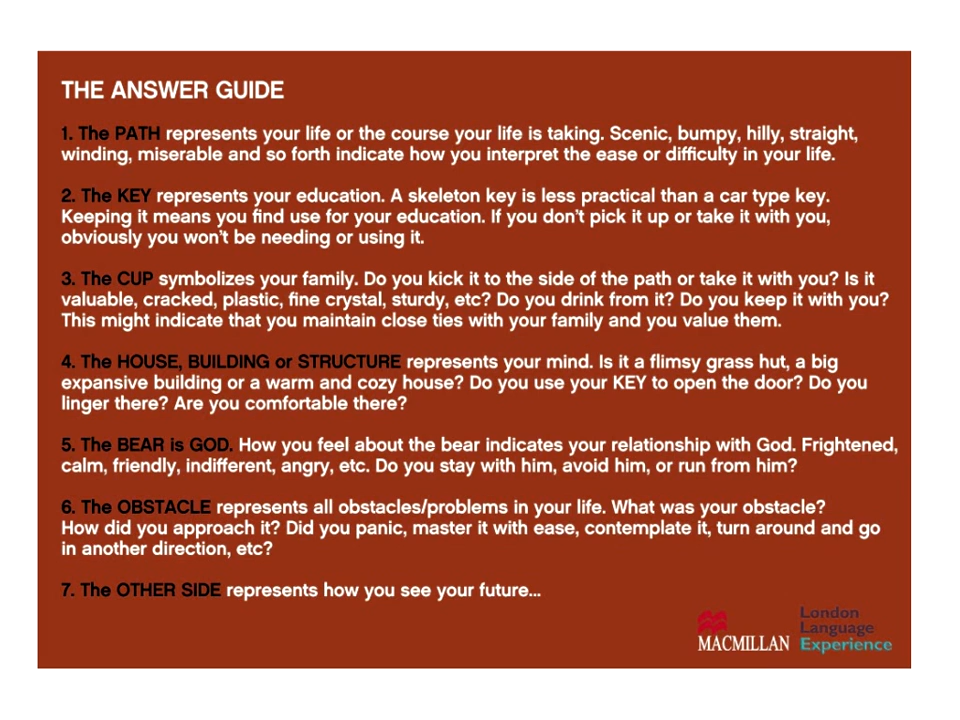 THE ANSWER GUIDE
1. The PATH represents your life or the course your life is taking. Scenic, bumpy, hilly, straight,
winding, miserable and so forth indicate how you interpret the ease or difficulty in your life.
2. The KEY represents your education. A skeleton key is less practical than a car type key.
Keeping it means you find use for your education. If you don't pick it up or take it with you,
obviously you won't be needing or using it.
3. The CUP symbolizes your family. Do you kick it to the side of the path or take it with you? Is it
valuable, cracked, plastic, fine crystal, sturdy, etc? Do you drink from it? Do you keep it with you?
This might indicate that you maintain close ties with your family and you value them.
4. The HOUSE, BUILDING or STRUCTURE represents your mind. Is it a flimsy grass hut, a big
expansive building or a warm and cozy house? Do you use your KEY to open the door? Do you
linger there? Are you comfortable there?
5. The BEAR is GOD. How you feel about the bear indicates your relationship with God. Frightened,
calm, friendly, indifferent, angry, etc. Do you stay with him, avoid him, or run from him?
6. The OBSTACLE represents all obstacles/problems in your life. What was your obstacle?
How did you approach it? Did you panic, master it with ease, contemplate it, turn around and go
in another direction, etc?
7. The OTHER SIDE represents how you see your future...
MACMILLAN
London
Language
Experience